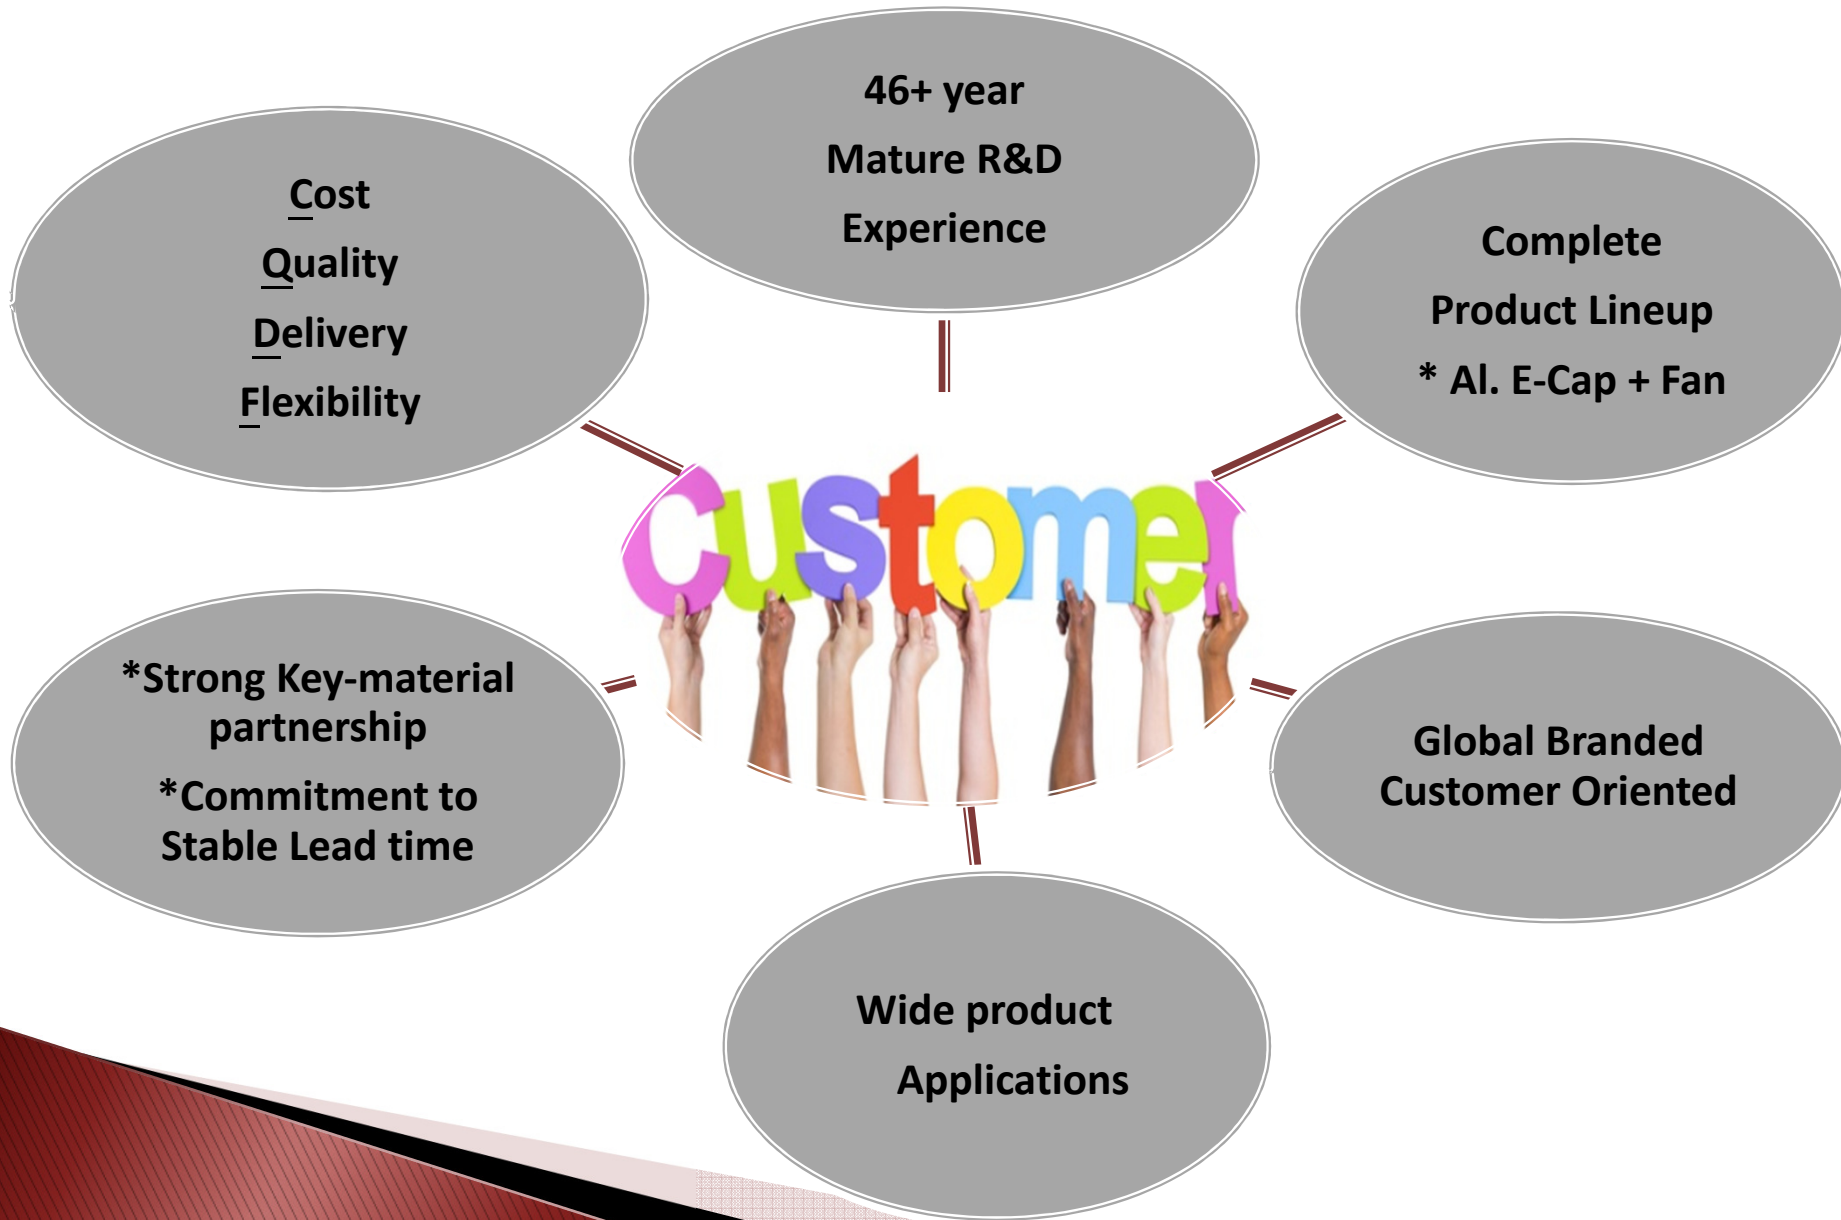 46+ year
Mature R&D
Experience
Cost
Quality
Delivery
Flexibility
Complete
Product Lineup
* Al. E-Cap + Fan
Customer
*Strong Key-material
partnership
*Commitment to
Stable Lead time
Global Branded
Customer Oriented
Wide product
Applications